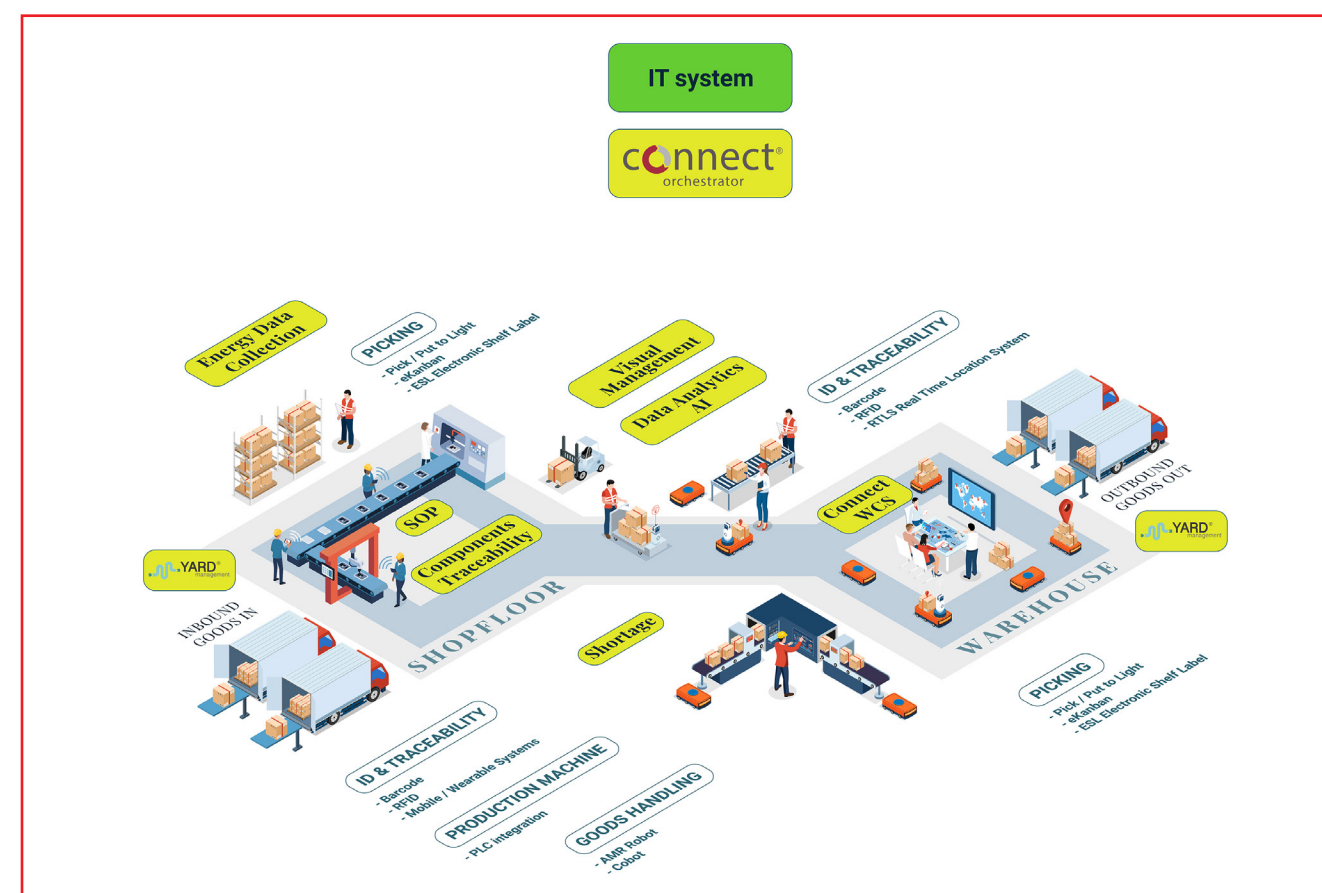 IT system
connect®
orchestrator
Energy Data
Collection
PICKING
- Pick / Put to Light
- eKanban
- ESL Electronic Shelf Label
Visual
Management
Data Analytics
AI
ID & TRACEABILITY
- Barcode
- RFID
- RTLS Real Time Location System
SOP
Components
Traceability
Connect
WCS
OUTBOUND
GOODS OUT
YARD®
management
YARD®
management
INBOUND
GOODS IN
SHOPFLOOR
WAREHOUSE
Shortage
PICKING
- Pick / Put to Light
- eKanban
- ESL Electronic Shelf Label
ID & TRACEABILITY
- Barcode
- RFID
- Mobile / Wearable Systems
PRODUCTION MACHINE
- PLC integration
GOODS HANDLING
- AMR Robot
- Cobot